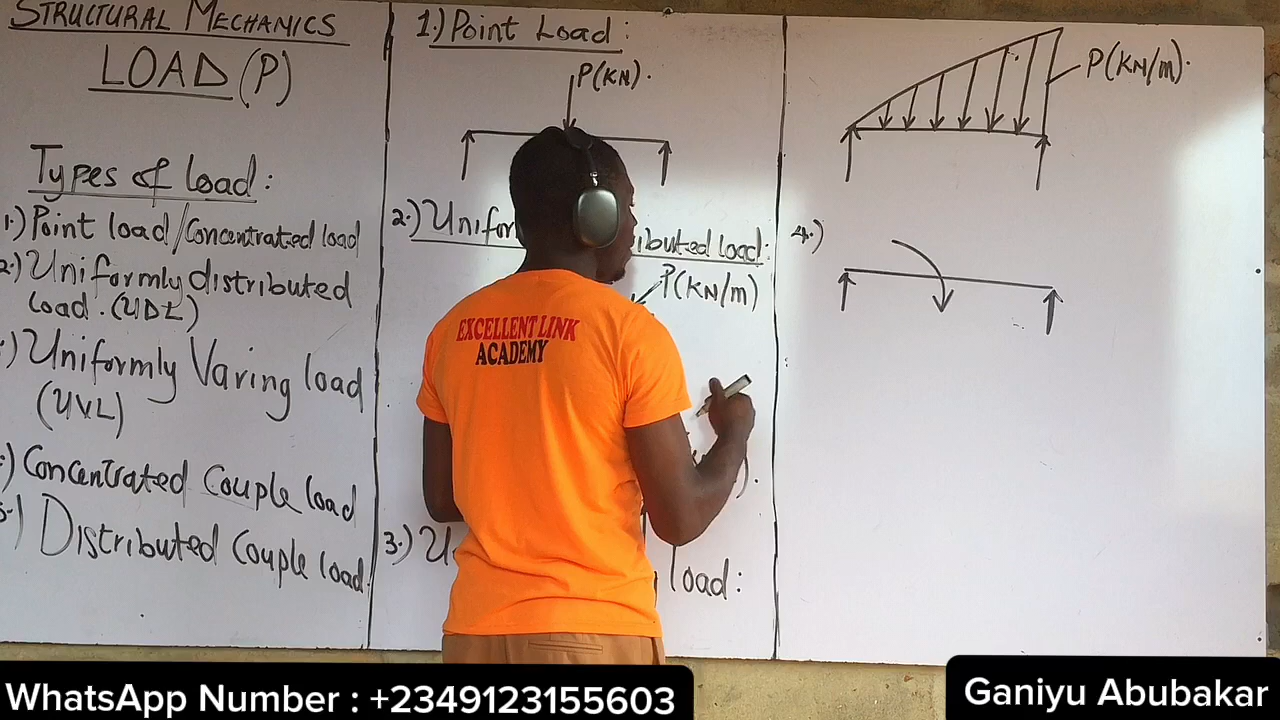 STRUCTURAL MECHANICS
LOAD (P)
Types of load:
1.) Point load/Concentrated load
2.) Uniformly distributed
load. (UDL)
:) Uniformly Varing load
(UVL)
:) Concentrated Couple load
5.) Distributed Couple load.
1.) Point Load:
P(KN).
2.) Unifor
ibuted load:
P(KN/m)
3.) U
load:
P(KN/m).
4.)
EXCELLENT LINK
ACADEMY
WhatsApp Number : +2349123155603
Ganiyu Abubakar